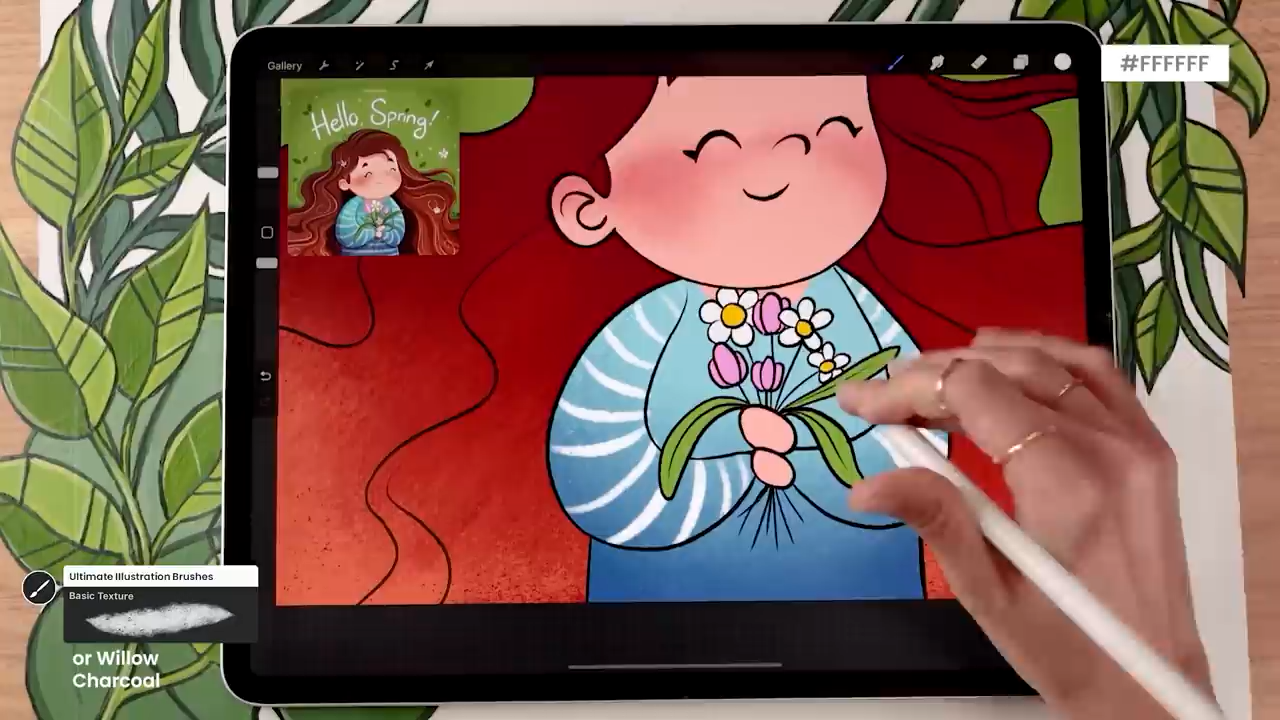 Gallery
#FFFFFF
Hello, Spring!
Ultimate Illustration Brushes
Basic Texture
or Willow
Charcoal